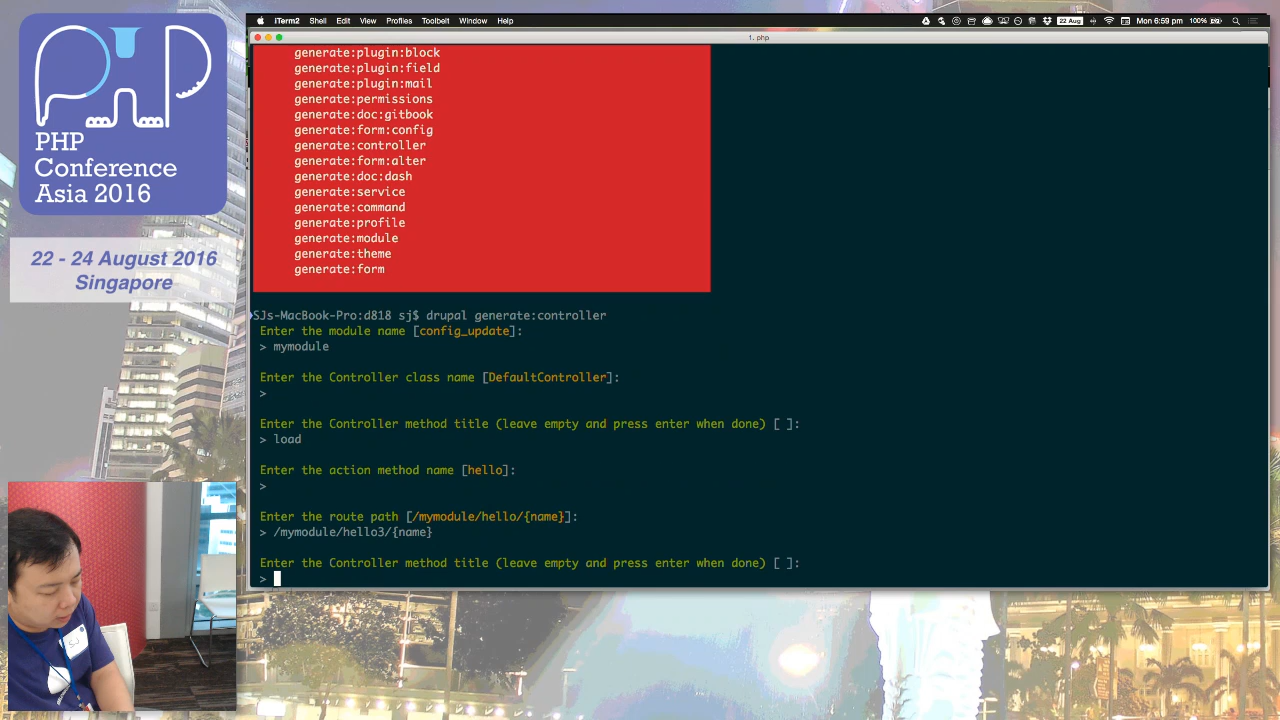 PHP
Conference
Asia 2016
22 - 24 August 2016
Singapore
iTerm2 Shell Edit View Profiles Toolbelt Window Help
22 Aug Mon 6:59 pm 100%
1. php
generate:plugin:block
generate:plugin:field
generate:plugin:mail
generate:permissions
generate:doc:gitbook
generate:form:config
generate:controller
generate:form:alter
generate:doc:dash
generate:service
generate:command
generate:profile
generate:module
generate:theme
generate:form
SJs-MacBook-Pro:d818 sj$ drupal generate:controller
Enter the module name [config_update]:
> mymodule
Enter the Controller class name [DefaultController]:
>
Enter the Controller method title (leave empty and press enter when done) [ ]:
> load
Enter the action method name [hello]:
>
Enter the route path [/mymodule/hello/{name}]:
> /mymodule/hello3/{name}
Enter the Controller method title (leave empty and press enter when done) [ ]:
>
SJ